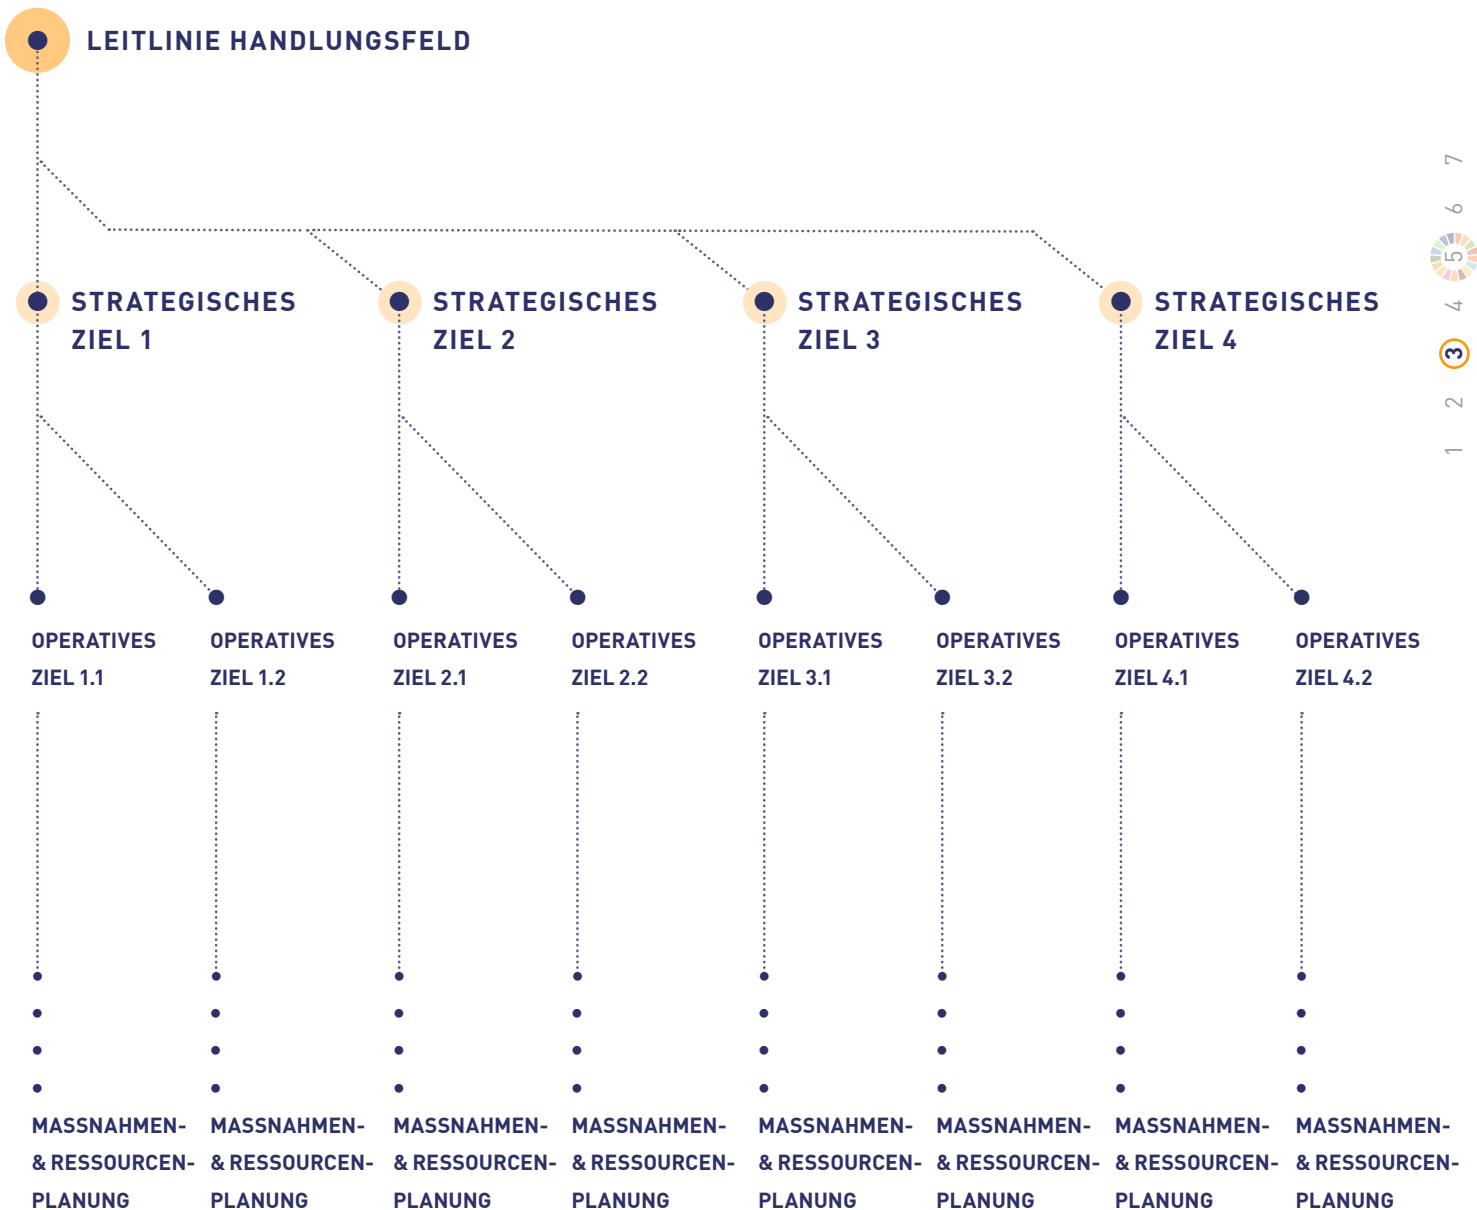 LEITLINIE HANDLUNGSFELD
STRATEGISCHES
ZIEL 1
STRATEGISCHES
ZIEL 2
STRATEGISCHES
ZIEL 3
STRATEGISCHES
ZIEL 4
OPERATIVES
ZIEL 1.1
OPERATIVES
ZIEL 1.2
OPERATIVES
ZIEL 2.1
OPERATIVES
ZIEL 2.2
OPERATIVES
ZIEL 3.1
OPERATIVES
ZIEL 3.2
OPERATIVES
ZIEL 4.1
OPERATIVES
ZIEL 4.2
MASSNAHMEN-
& RESSOURCEN-
PLANUNG
MASSNAHMEN-
& RESSOURCEN-
PLANUNG
MASSNAHMEN-
& RESSOURCEN-
PLANUNG
MASSNAHMEN-
& RESSOURCEN-
PLANUNG
MASSNAHMEN-
& RESSOURCEN-
PLANUNG
MASSNAHMEN-
& RESSOURCEN-
PLANUNG
MASSNAHMEN-
& RESSOURCEN-
PLANUNG
MASSNAHMEN-
& RESSOURCEN-
PLANUNG
1 2 3 4 5 6 7